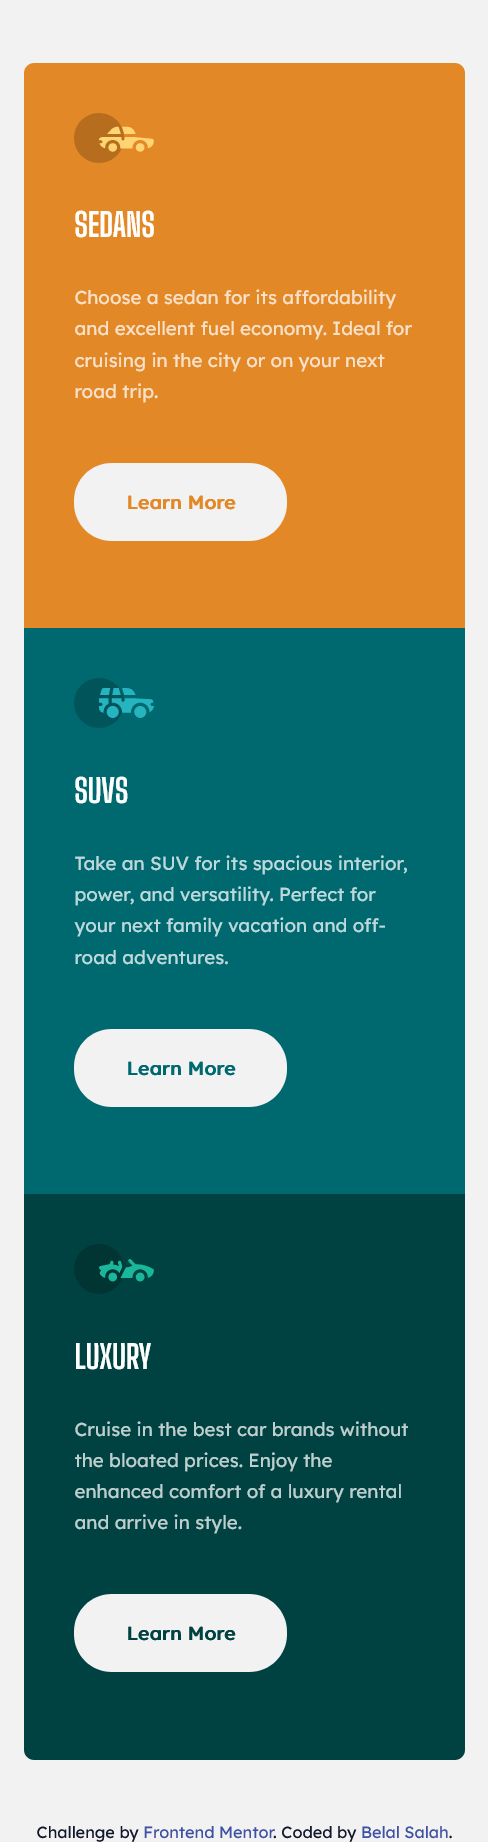 SEDANS
Choose a sedan for its affordability
and excellent fuel economy. Ideal for
cruising in the city or on your next
road trip.
Learn More
SUVS
Take an SUV for its spacious interior,
power, and versatility. Perfect for
your next family vacation and off-
road adventures.
Learn More
LUXURY
Cruise in the best car brands without
the bloated prices. Enjoy the
enhanced comfort of a luxury rental
and arrive in style.
Learn More
Challenge by Frontend Mentor. Coded by Belal Salah.